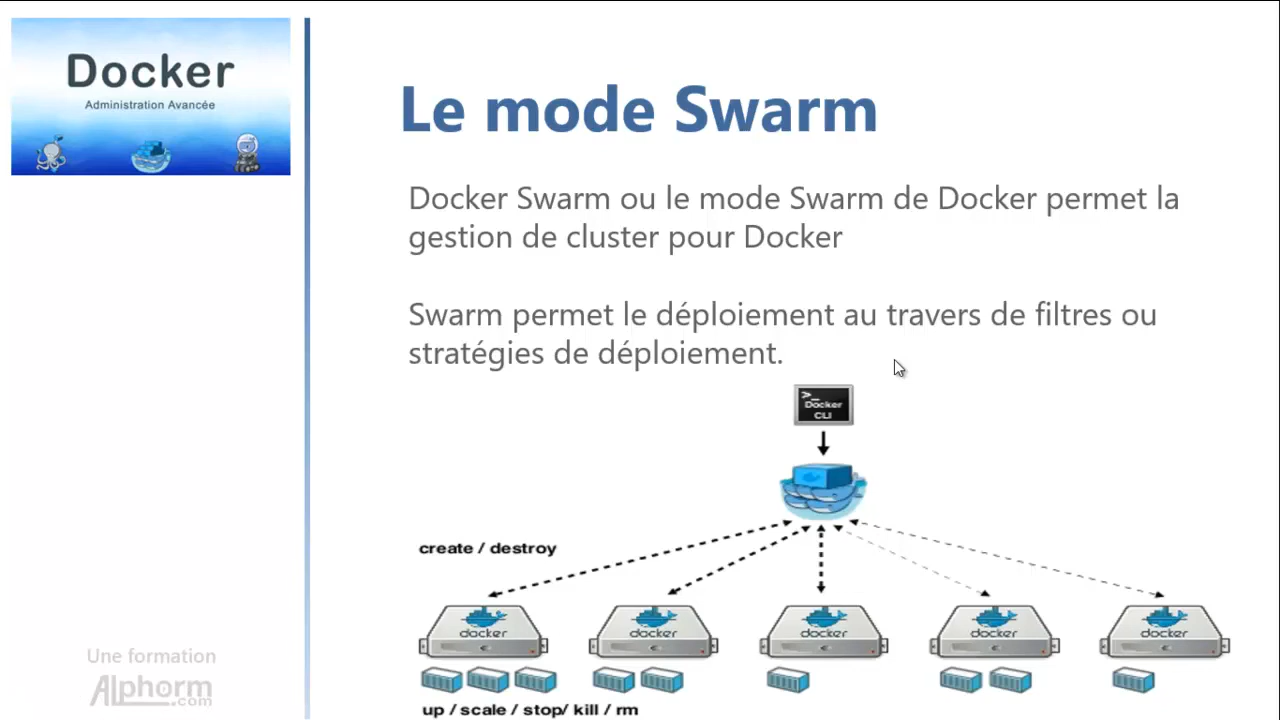 Docker
Administration Avancée
Le mode Swarm
Docker Swarm ou le mode Swarm de Docker permet la
gestion de cluster pour Docker
Swarm permet le déploiement au travers de filtres ou
stratégies de déploiement.
>_
Docker
CLI
create / destroy
docker
docker
docker
docker
docker
up / scale / stop/ kill / rm
Une formation
Alphorm
.com